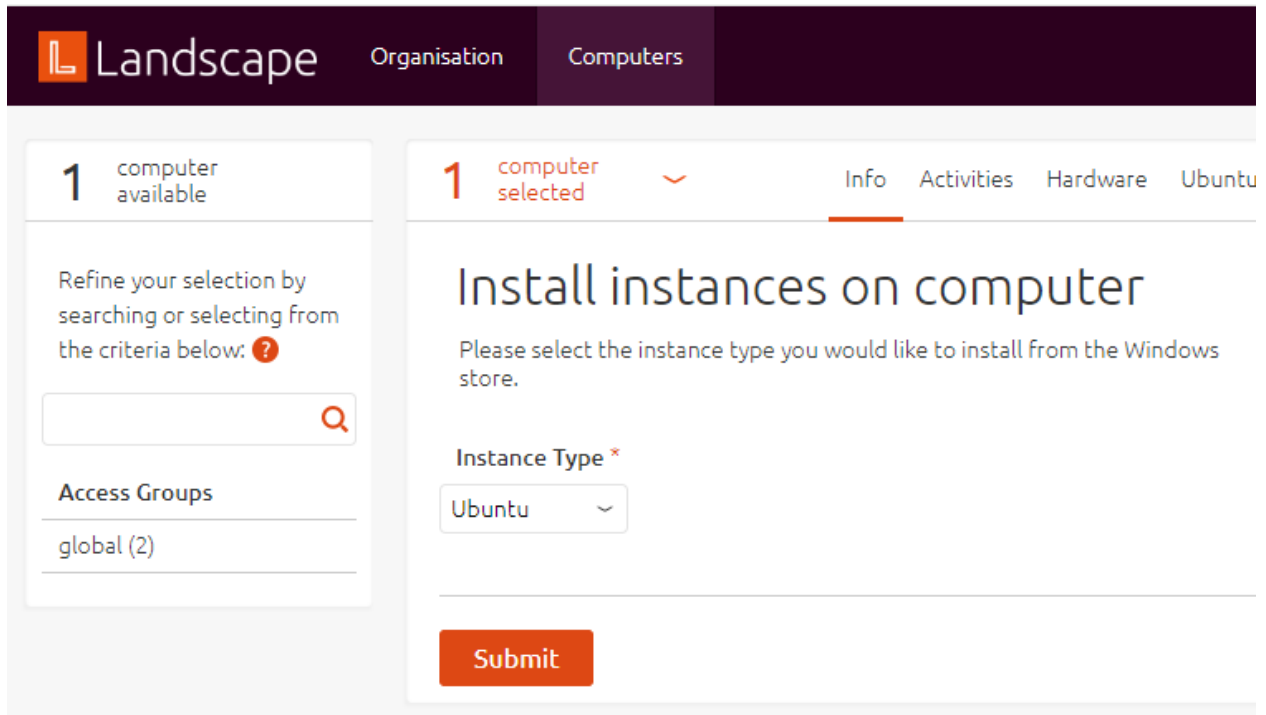 Landscape Organisation Computers
1 computer available
Refine your selection by
searching or selecting from
the criteria below: ?
Access Groups
global (2)
1 computer selected
Info Activities Hardware Ubuntu
Install instances on computer
Please select the instance type you would like to install from the Windows
store.
Instance Type *
Ubuntu
Submit